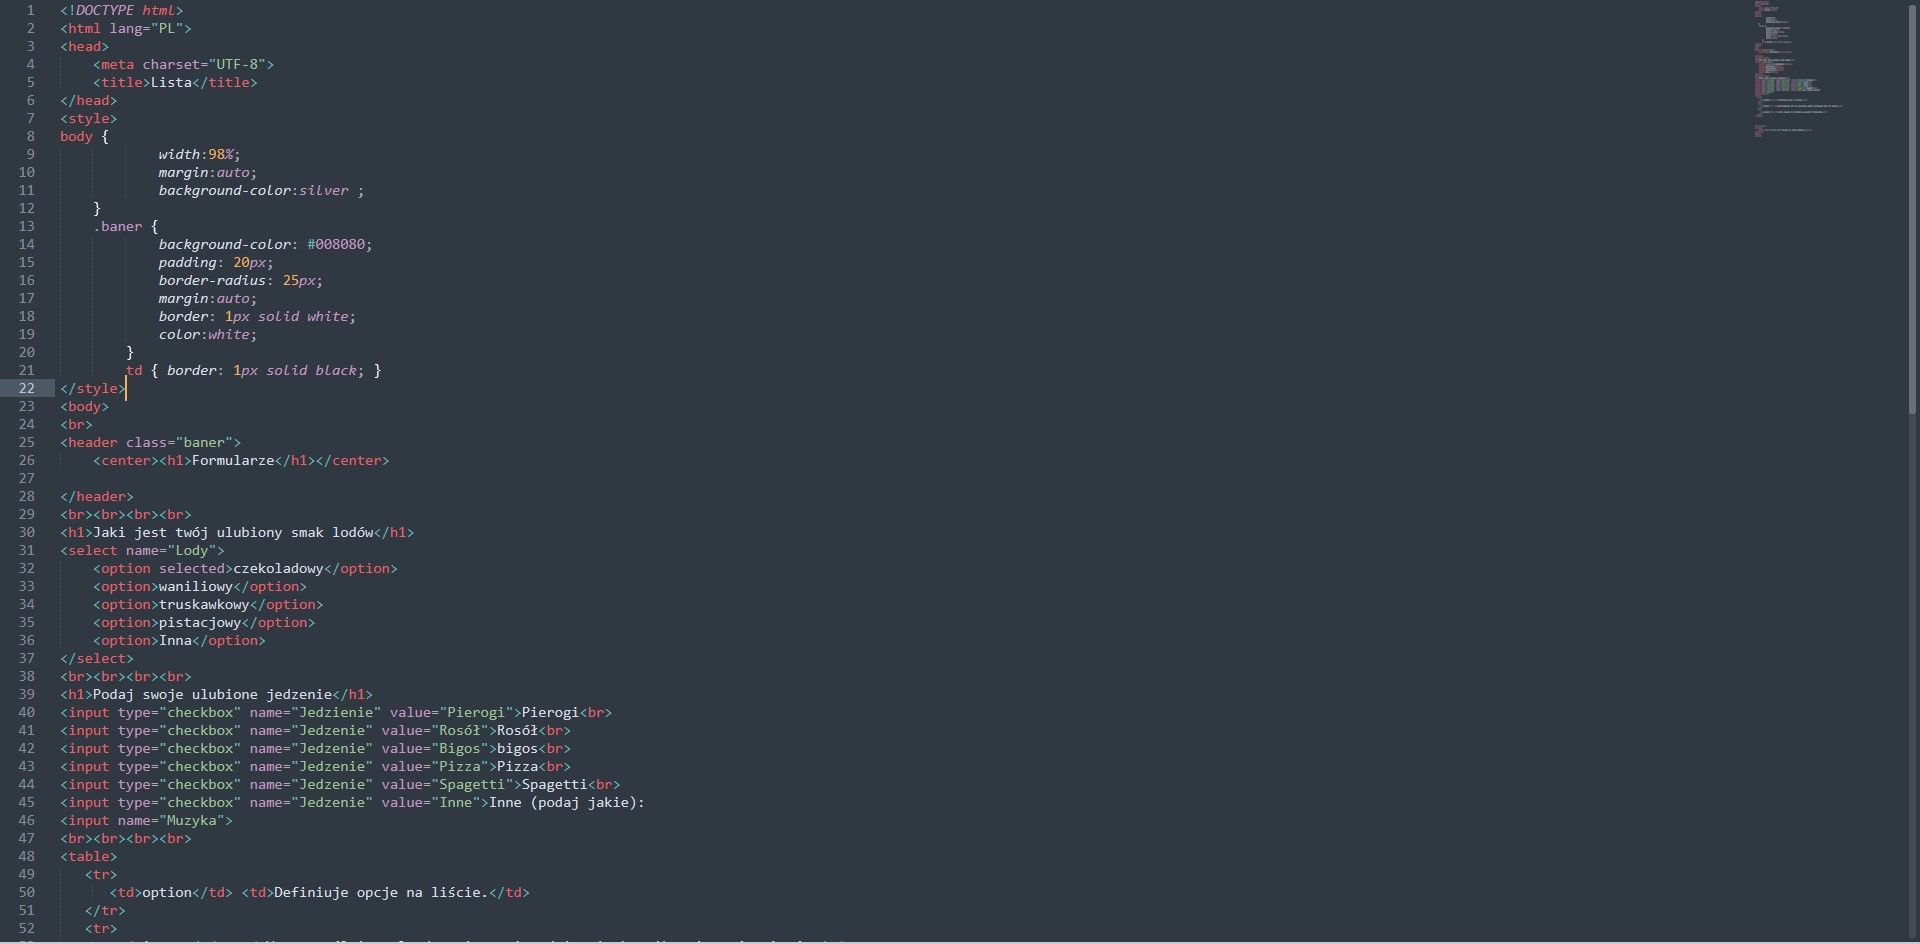 1 <!DOCTYPE html>
2 <html lang="PL">
3 <head>
4     <meta charset="UTF-8">
5     <title>Lista</title>
6 </head>
7 <style>
8 body {
9             width:98%;
10             margin:auto;
11             background-color:silver ;
12     }
13     .baner {
14             background-color: #008080;
15             padding: 20px;
16             border-radius: 25px;
17             margin:auto;
18             border: 1px solid white;
19             color:white;
20         }
21         td { border: 1px solid black; }
22 </style>
23 <body>
24 <br>
25 <header class="baner">
26     <center><h1>Formularze</h1></center>
27
28 </header>
29 <br><br><br><br>
30 <h1>Jaki jest twój ulubiony smak lodów</h1>
31 <select name="Lody">
32     <option selected>czekoladowy</option>
33     <option>waniliowy</option>
34     <option>truskawkowy</option>
35     <option>pistacjowy</option>
36     <option>Inna</option>
37 </select>
38 <br><br><br><br>
39 <h1>Podaj swoje ulubione jedzenie</h1>
40 <input type="checkbox" name="Jedzienie" value="Pierogi">Pierogi<br>
41 <input type="checkbox" name="Jedzenie" value="Rosół">Rosół<br>
42 <input type="checkbox" name="Jedzenie" value="Bigos">bigos<br>
43 <input type="checkbox" name="Jedzenie" value="Pizza">Pizza<br>
44 <input type="checkbox" name="Jedzenie" value="Spagetti">Spagetti<br>
45 <input type="checkbox" name="Jedzenie" value="Inne">Inne (podaj jakie):
46 <input name="Muzyka">
47 <br><br><br><br>
48 <table>
49    <tr>
50       <td>option</td> <td>Definiuje opcje na liście.</td>
51    </tr>
52    <tr>